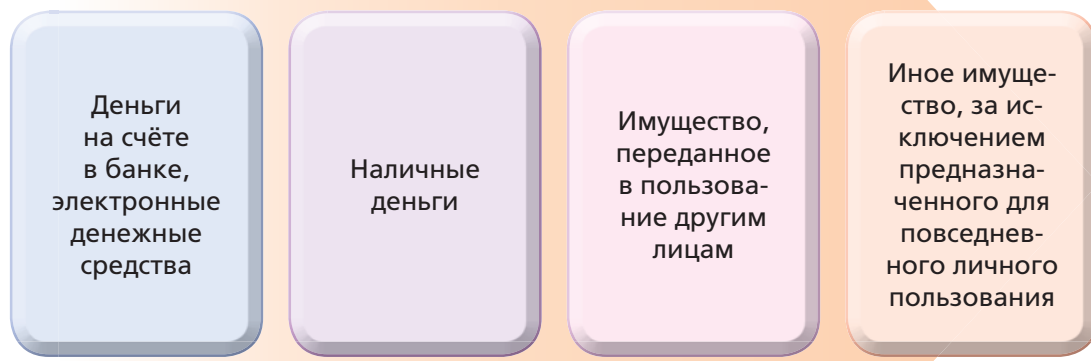 Деньги
на счёте
в банке,
электронные
денежные
средства
Наличные
деньги
Имущество,
переданное
в пользова-
ние другим
лицам
Иное имуще-
ство, за ис-
ключением
предназна-
ченного для
повседнев-
ного личного
пользования